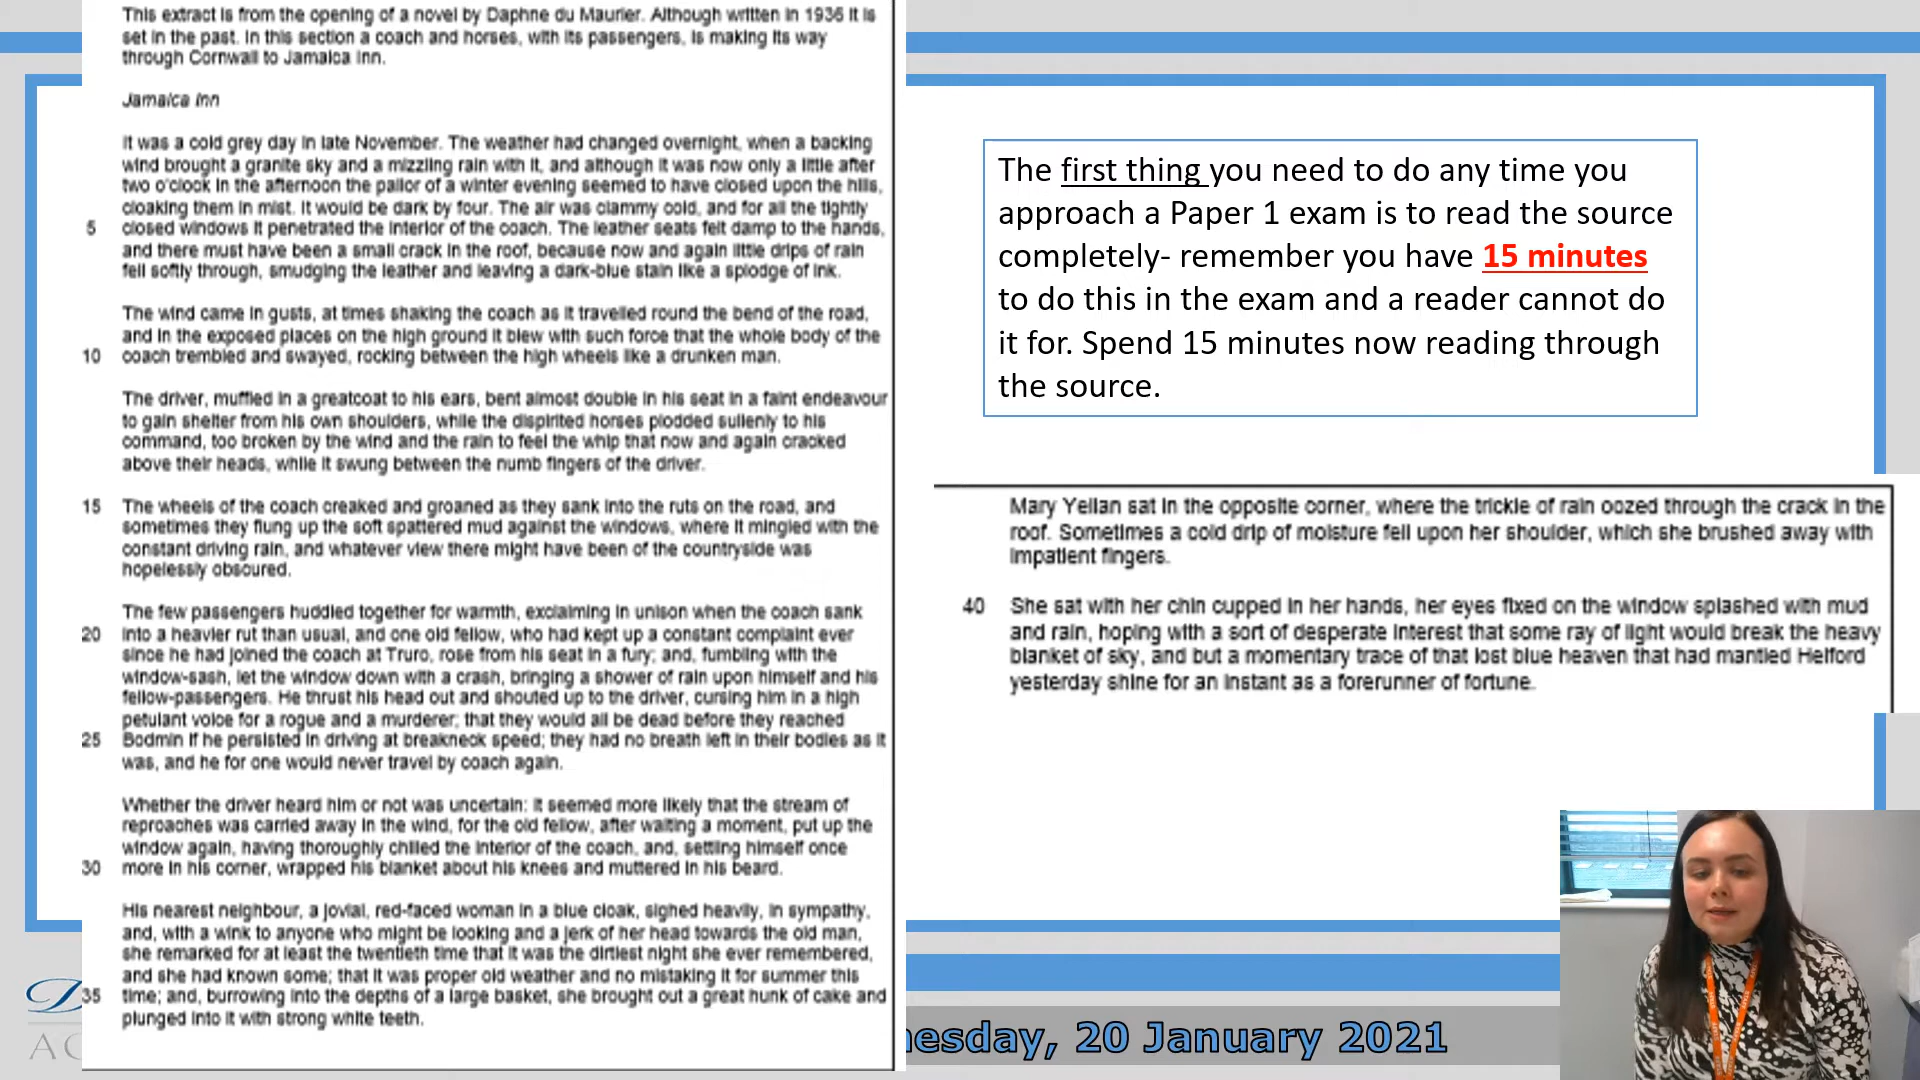 This extract is from the opening of a novel by Daphne du Maurier. Although written in 1936 it is
set in the past. In this section a coach and horses, with its passengers, is making its way
through Cornwall to Jamaica Inn.
Jamaica Inn
It was a cold grey day in late November. The weather had changed overnight, when a backing
wind brought a granite sky and a mizzling rain with it, and although it was now only a little after
two o'clock in the afternoon the pallor of a winter evening seemed to have closed upon the hills,
cloaking them in mist. It would be dark by four. The air was clammy cold, and for all the tightly
5 closed windows it penetrated the interior of the coach. The leather seats felt damp to the hands,
and there must have been a small crack in the roof, because now and again little drips of rain
fell softly through, smudging the leather and leaving a dark-blue stain like a splodge of ink.
The wind came in gusts, at times shaking the coach as it travelled round the bend of the road,
and in the exposed places on the high ground it blew with such force that the whole body of the
10 coach trembled and swayed, rocking between the high wheels like a drunken man.
The driver, muffled in a greatcoat to his ears, bent almost double in his seat in a faint endeavour
to gain shelter from his own shoulders, while the dispirited horses plodded sullenly to his
command, too broken by the wind and the rain to feel the whip that now and again cracked
above their heads, while it swung between the numb fingers of the driver.
15 The wheels of the coach creaked and groaned as they sank into the ruts on the road, and
sometimes they flung up the soft spattered mud against the windows, where it mingled with the
constant driving rain, and whatever view there might have been of the countryside was
hopelessly obscured.
The few passengers huddled together for warmth, exclaiming in unison when the coach sank
20 into a heavier rut than usual, and one old fellow, who had kept up a constant complaint ever
since he had joined the coach at Truro, rose from his seat in a fury; and, fumbling with the
window-sash, let the window down with a crash, bringing a shower of rain upon himself and his
fellow-passengers. He thrust his head out and shouted up to the driver, cursing him in a high
petulant voice for a rogue and a murderer; that they would all be dead before they reached
25 Bodmin if he persisted in driving at breakneck speed; they had no breath left in their bodies as it
was, and he for one would never travel by coach again.
Whether the driver heard him or not was uncertain: it seemed more likely that the stream of
reproaches was carried away in the wind, for the old fellow, after waiting a moment, put up the
window again, having thoroughly chilled the interior of the coach, and, settling himself once
30 more in his corner, wrapped his blanket about his knees and muttered in his beard.
His nearest neighbour, a jovial, red-faced woman in a blue cloak, sighed heavily, in sympathy,
and, with a wink to anyone who might be looking and a jerk of her head towards the old man,
she remarked for at least the twentieth time that it was the dirtiest night she ever remembered,
and she had known some; that it was proper old weather and no mistaking it for summer this
35 time; and, burrowing into the depths of a large basket, she brought out a great hunk of cake and
plunged into it with strong white teeth.
The first thing you need to do any time you
approach a Paper 1 exam is to read the source
completely- remember you have 15 minutes
to do this in the exam and a reader cannot do
it for. Spend 15 minutes now reading through
the source.
Mary Yellan sat in the opposite corner, where the trickle of rain oozed through the crack in the
roof. Sometimes a cold drip of moisture fell upon her shoulder, which she brushed away with
impatient fingers.
40 She sat with her chin cupped in her hands, her eyes fixed on the window splashed with mud
and rain, hoping with a sort of desperate interest that some ray of light would break the heavy
blanket of sky, and but a momentary trace of that lost blue heaven that had mantled Helford
yesterday shine for an instant as a forerunner of fortune.
nesday, 20 January 2021